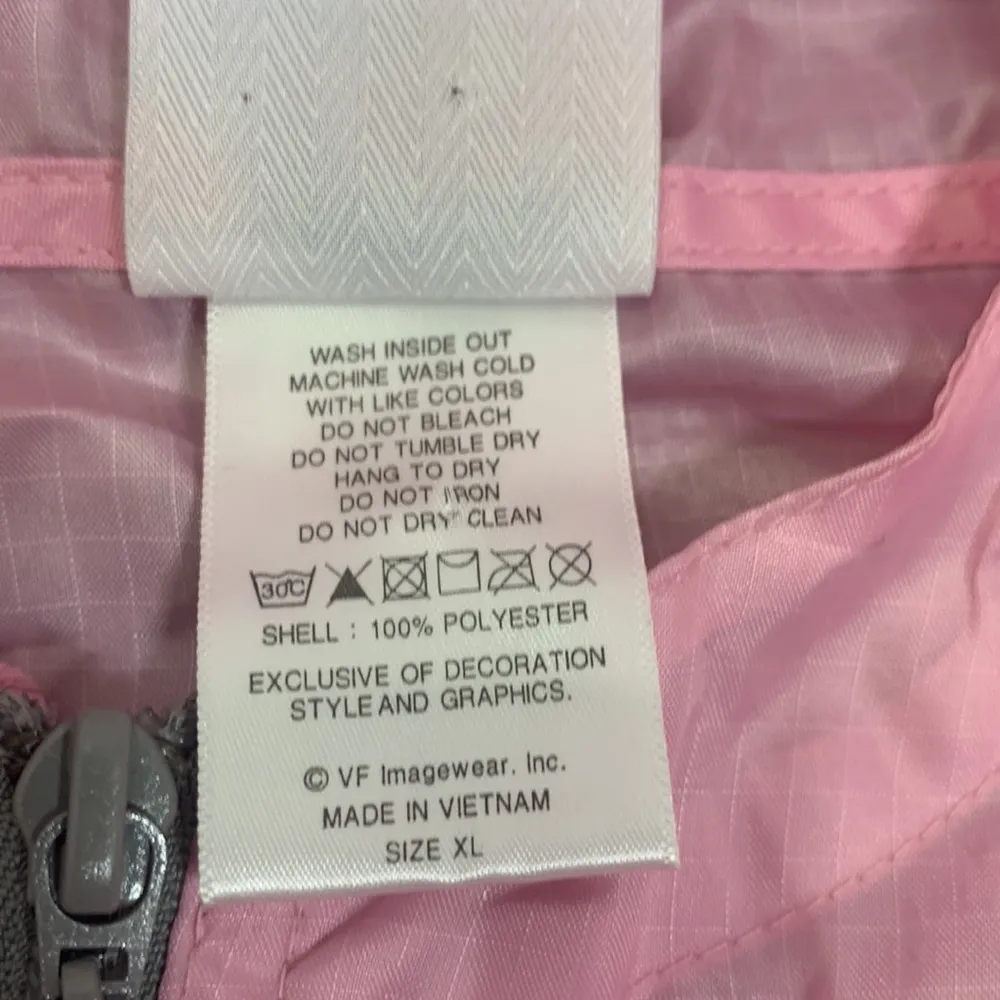 WASH INSIDE OUT
MACHINE WASH COLD
WITH LIKE COLORS
DO NOT BLEACH
DO NOT TUMBLE DRY
HANG TO DRY
DO NOT IRON
DO NOT DRY CLEAN
30°C
SHELL : 100% POLYESTER
EXCLUSIVE OF DECORATION
STYLE AND GRAPHICS.
© VF Imagewear. Inc.
MADE IN VIETNAM
SIZE XL